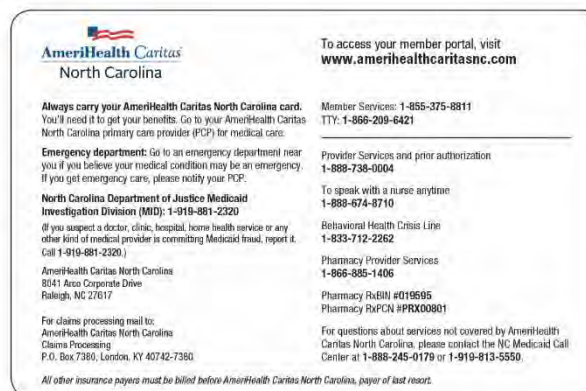 AmeriHealth Caritas
North Carolina
Always carry your AmeriHealth Caritas North Carolina card.
You'll need it to get your benefits. Go to your AmeriHealth Caritas
North Carolina primary care provider (PCP) for medical care.
Emergency department: Go to an emergency department near
you if you believe your medical condition may be an emergency.
If you get emergency care, please notify your PCP.
North Carolina Department of Justice Medicaid
Investigation Division (MID): 1-919-881-2320
(If you suspect a doctor, clinic, hospital, home health service or any
other kind of medical provider is committing Medicaid fraud, report it.
Call 1-919-881-2320.)
AmeriHealth Caritas North Carolina
8041 Arco Corporate Drive
Raleigh, NC 27617
For claims processing mail to:
AmeriHealth Caritas North Carolina
Claims Processing
P.O. Box 7380, London, KY 40742-7380
To access your member portal, visit
www.amerihealthcaritasnc.com
Member Services: 1-855-375-8811
TTY: 1-866-209-6421
Provider Services and prior authorization
1-888-738-0004
To speak with a nurse anytime
1-888-674-8710
Behavioral Health Crisis Line
1-833-712-2262
Pharmacy Provider Services
1-866-885-1406
Pharmacy RxBIN #019595
Pharmacy RxPCN #PRX00801
For questions about services not covered by AmeriHealth
Caritas North Carolina, please contact the NC Medicaid Call
Center at 1-888-245-0179 or 1-919-813-5550.
All other insurance payers must be billed before AmeriHealth Caritas North Carolina, payer of last resort.